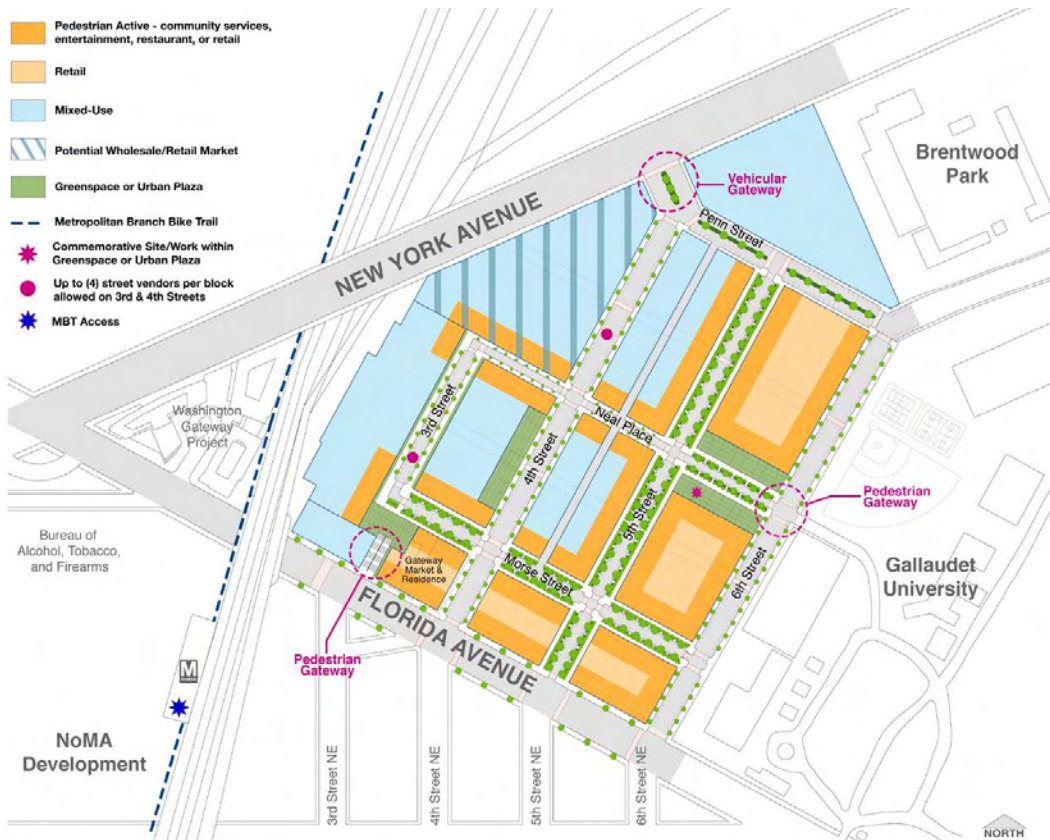 Pedestrian Active - community services,
entertainment, restaurant, or retail
Retail
Mixed-Use
Potential Wholesale/Retail Market
Greenspace or Urban Plaza
Metropolitan Branch Bike Trail
Commemorative Site/Work within
Greenspace or Urban Plaza
Up to (4) street vendors per block
allowed on 3rd & 4th Streets
MBT Access
Brentwood
Park
Vehicular
Gateway
Penn Street
NEW YORK AVENUE
Washington
Gateway
Project
3rd Street
4th Street
Neal Place
5th Street
Pedestrian
Gateway
6th Street
Bureau of
Alcohol, Tobacco,
and Firearms
Gateway
Market &
Residence
Morse Street
Gallaudet
University
FLORIDA AVENUE
Pedestrian
Gateway
M
NoMA
Development
3rd Street NE
4th Street NE
5th Street NE
6th Street NE
NORTH